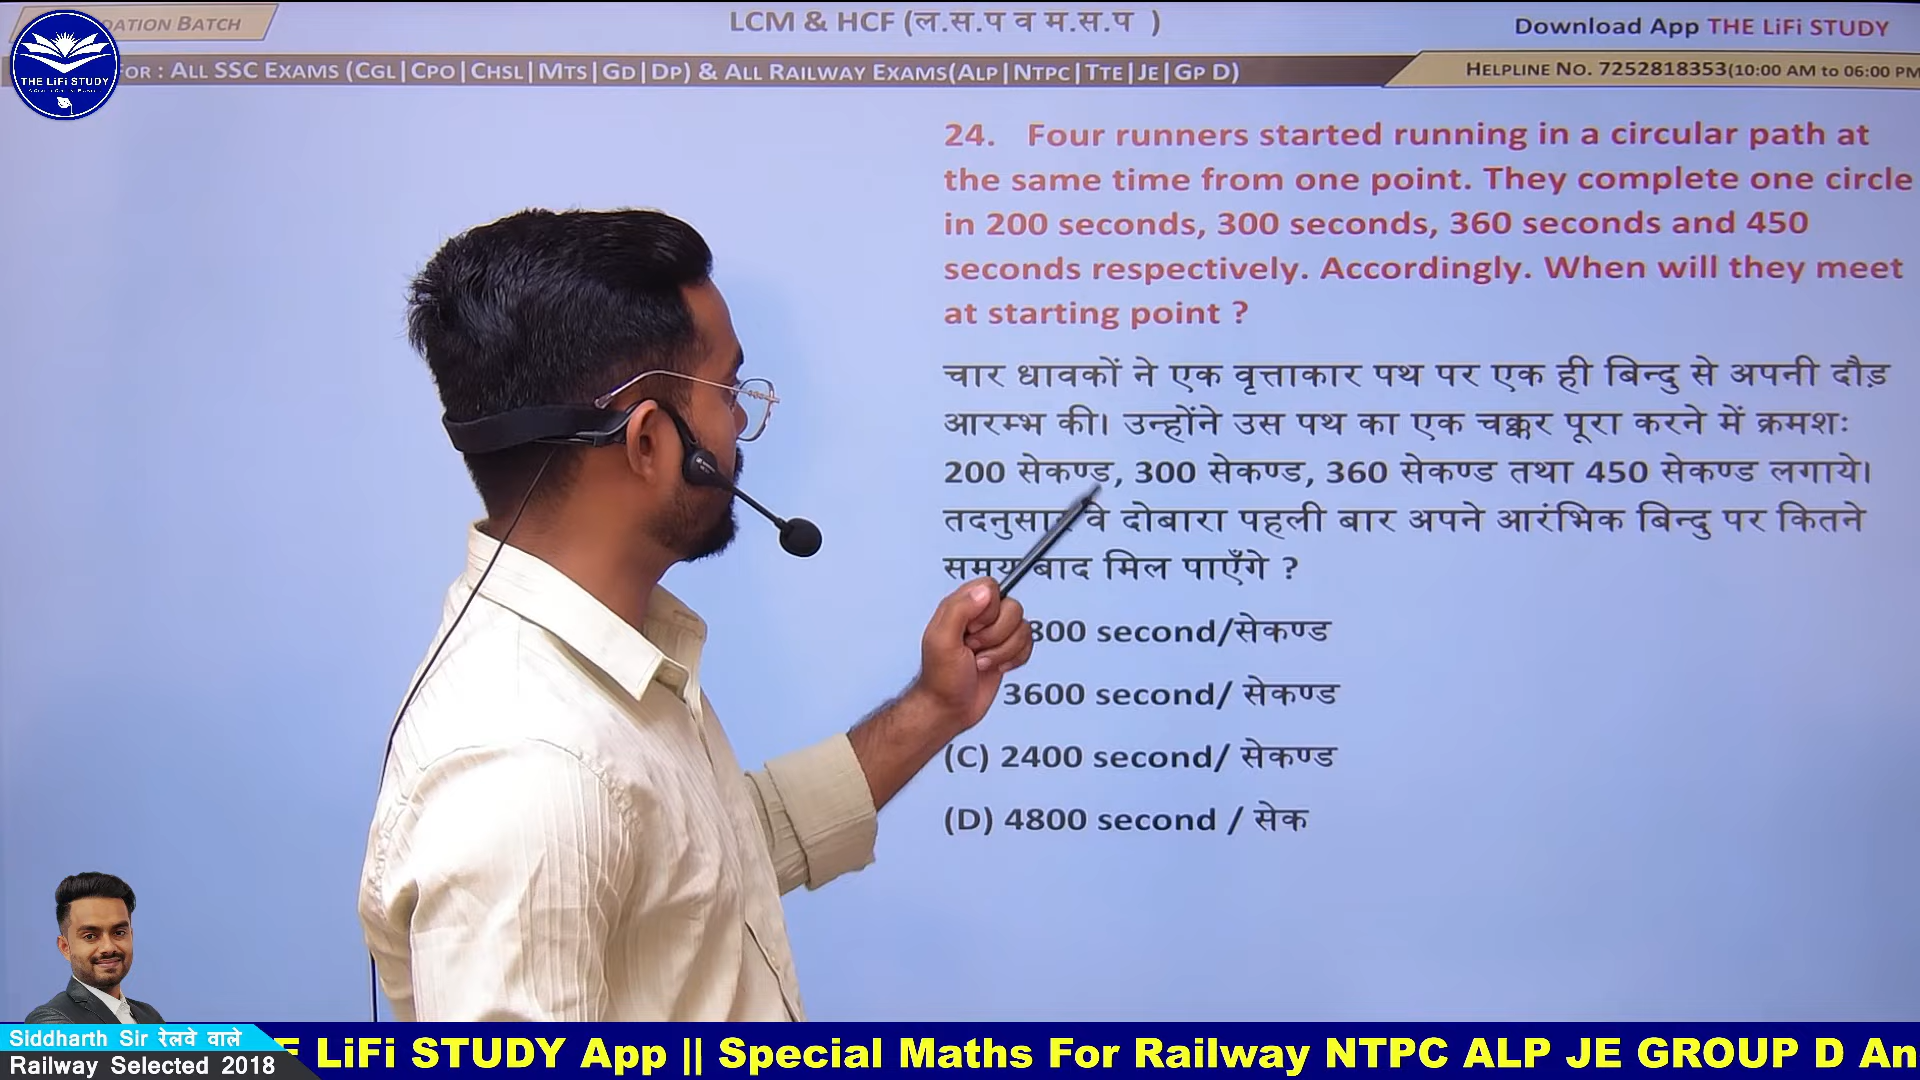 DATION BATCH
LCM & HCF (ल.स.प व म.स.प )
Download App THE LiFi STUDY
THE LiFi STUDY
FOR : ALL SSC EXAMS (CGL|CPO|CHSL|MTS|GD|DP) & ALL RAILWAY EXAMS(ALP|NTPC|TTE|JE|GP D)
HELPLINE NO. 7252818353(10:00 AM TO 06:00 PM
24. Four runners started running in a circular path at
the same time from one point. They complete one circle
in 200 seconds, 300 seconds, 360 seconds and 450
seconds respectively. Accordingly. When will they meet
at starting point ?
चार धावकों ने एक वृत्ताकार पथ पर एक ही बिन्दु से अपनी दौड़
आरम्भ की। उन्होंने उस पथ का एक चक्कर पूरा करने में क्रमशः
200 सेकण्ड, 300 सेकण्ड, 360 सेकण्ड तथा 450 सेकण्ड लगाये।
तदनुसार वे दोबारा पहली बार अपने आरंभिक बिन्दु पर कितने
समय बाद मिल पाएँगे ?
800 second/सेकण्ड
3600 second/ सेकण्ड
(C) 2400 second/ सेकण्ड
(D) 4800 second / सेक
Siddharth Sir रेलवे वाले
Railway Selected 2018
E LiFi STUDY App || Special Maths For Railway NTPC ALP JE GROUP D An